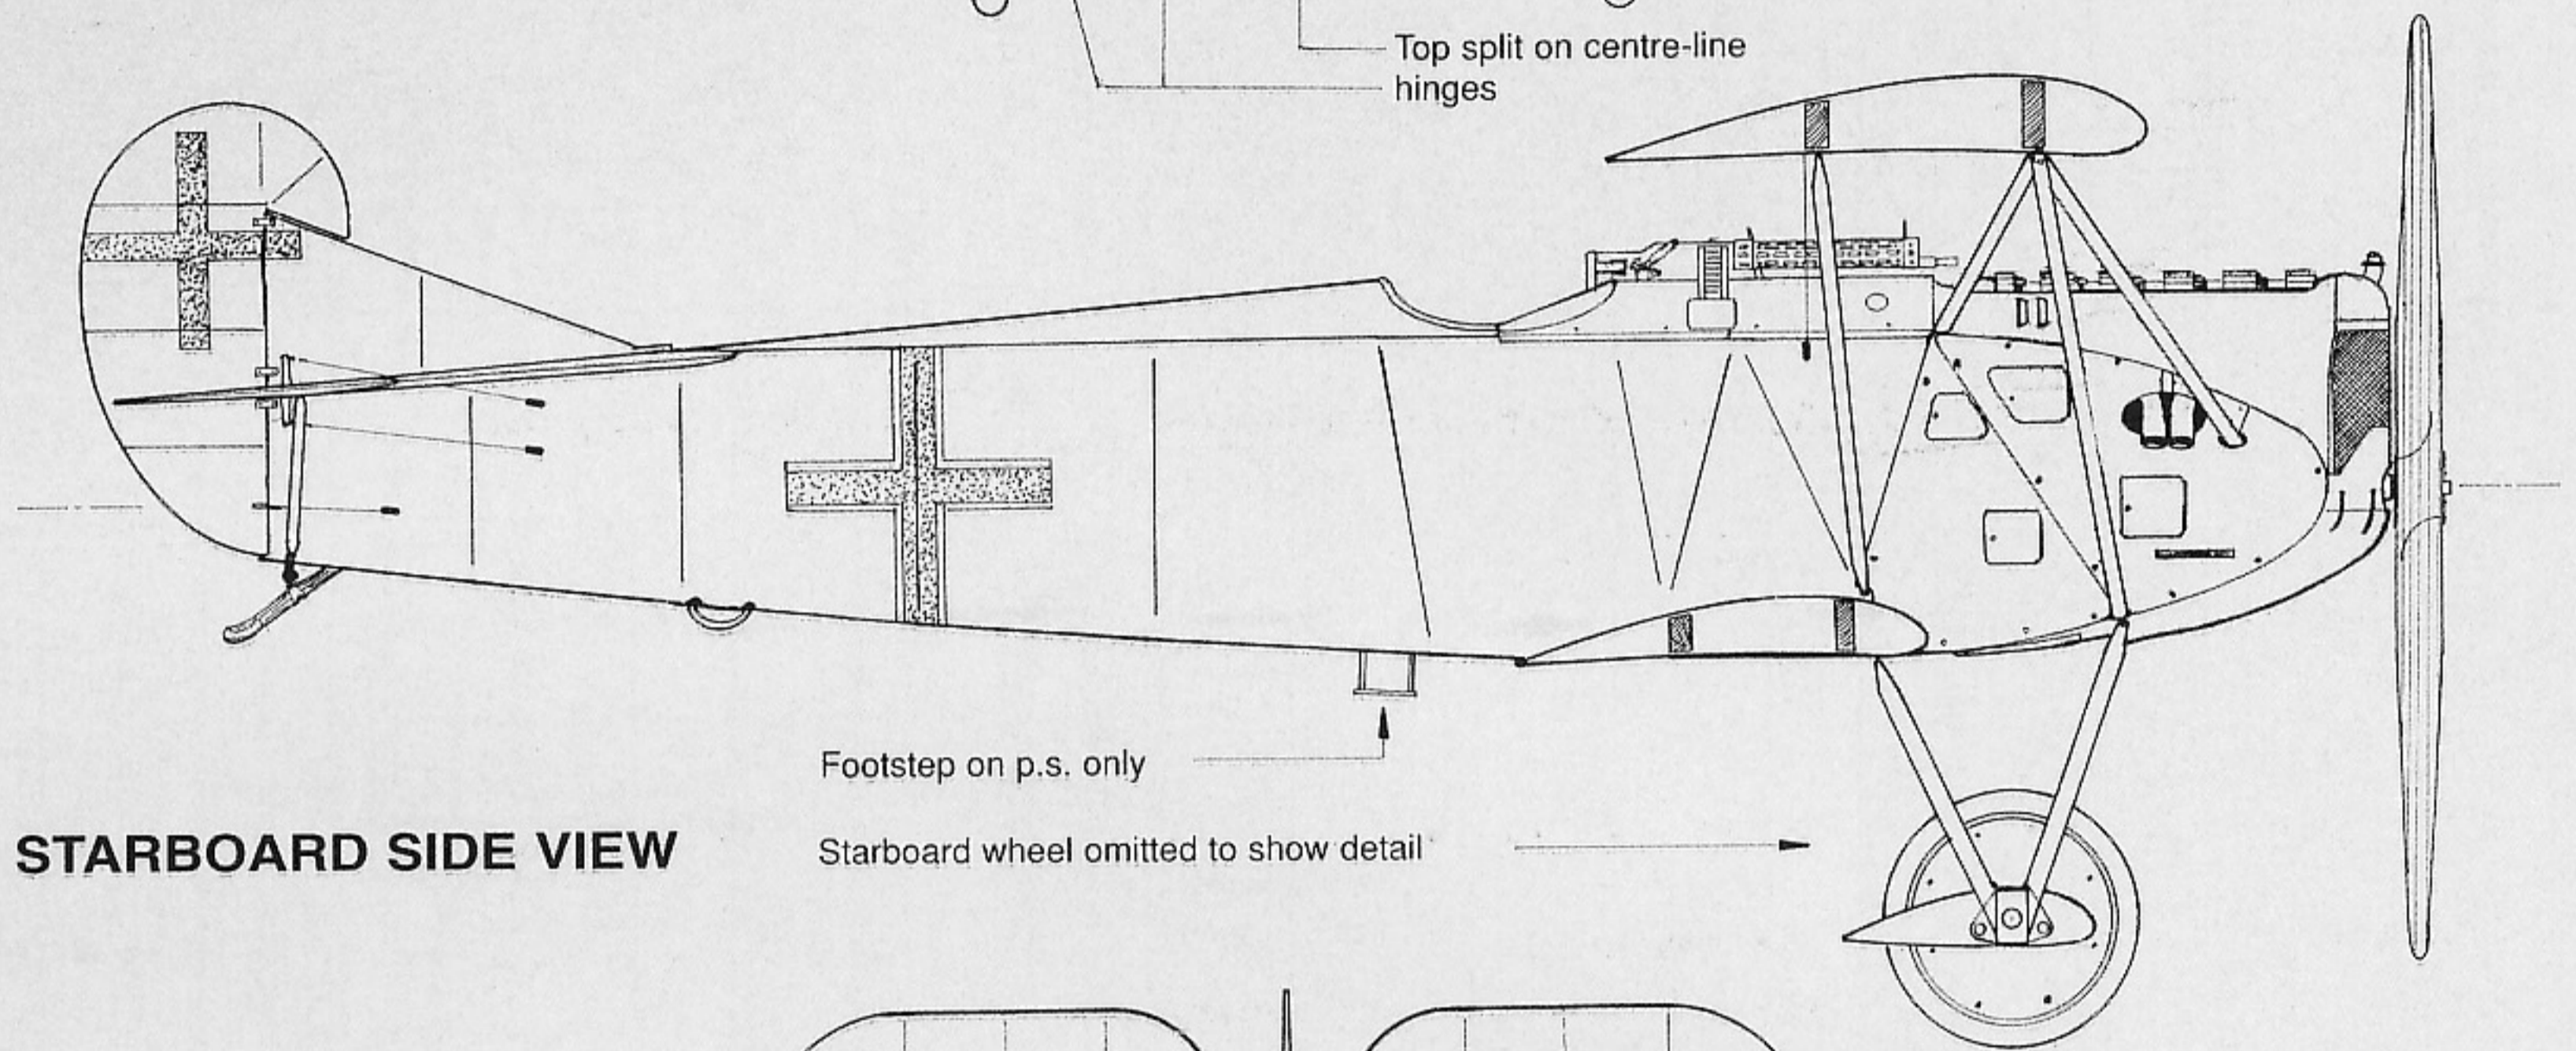 Top split on centre-line
hinges
Footstep on p.s. only
STARBOARD SIDE VIEW
Starboard wheel omitted to show detail